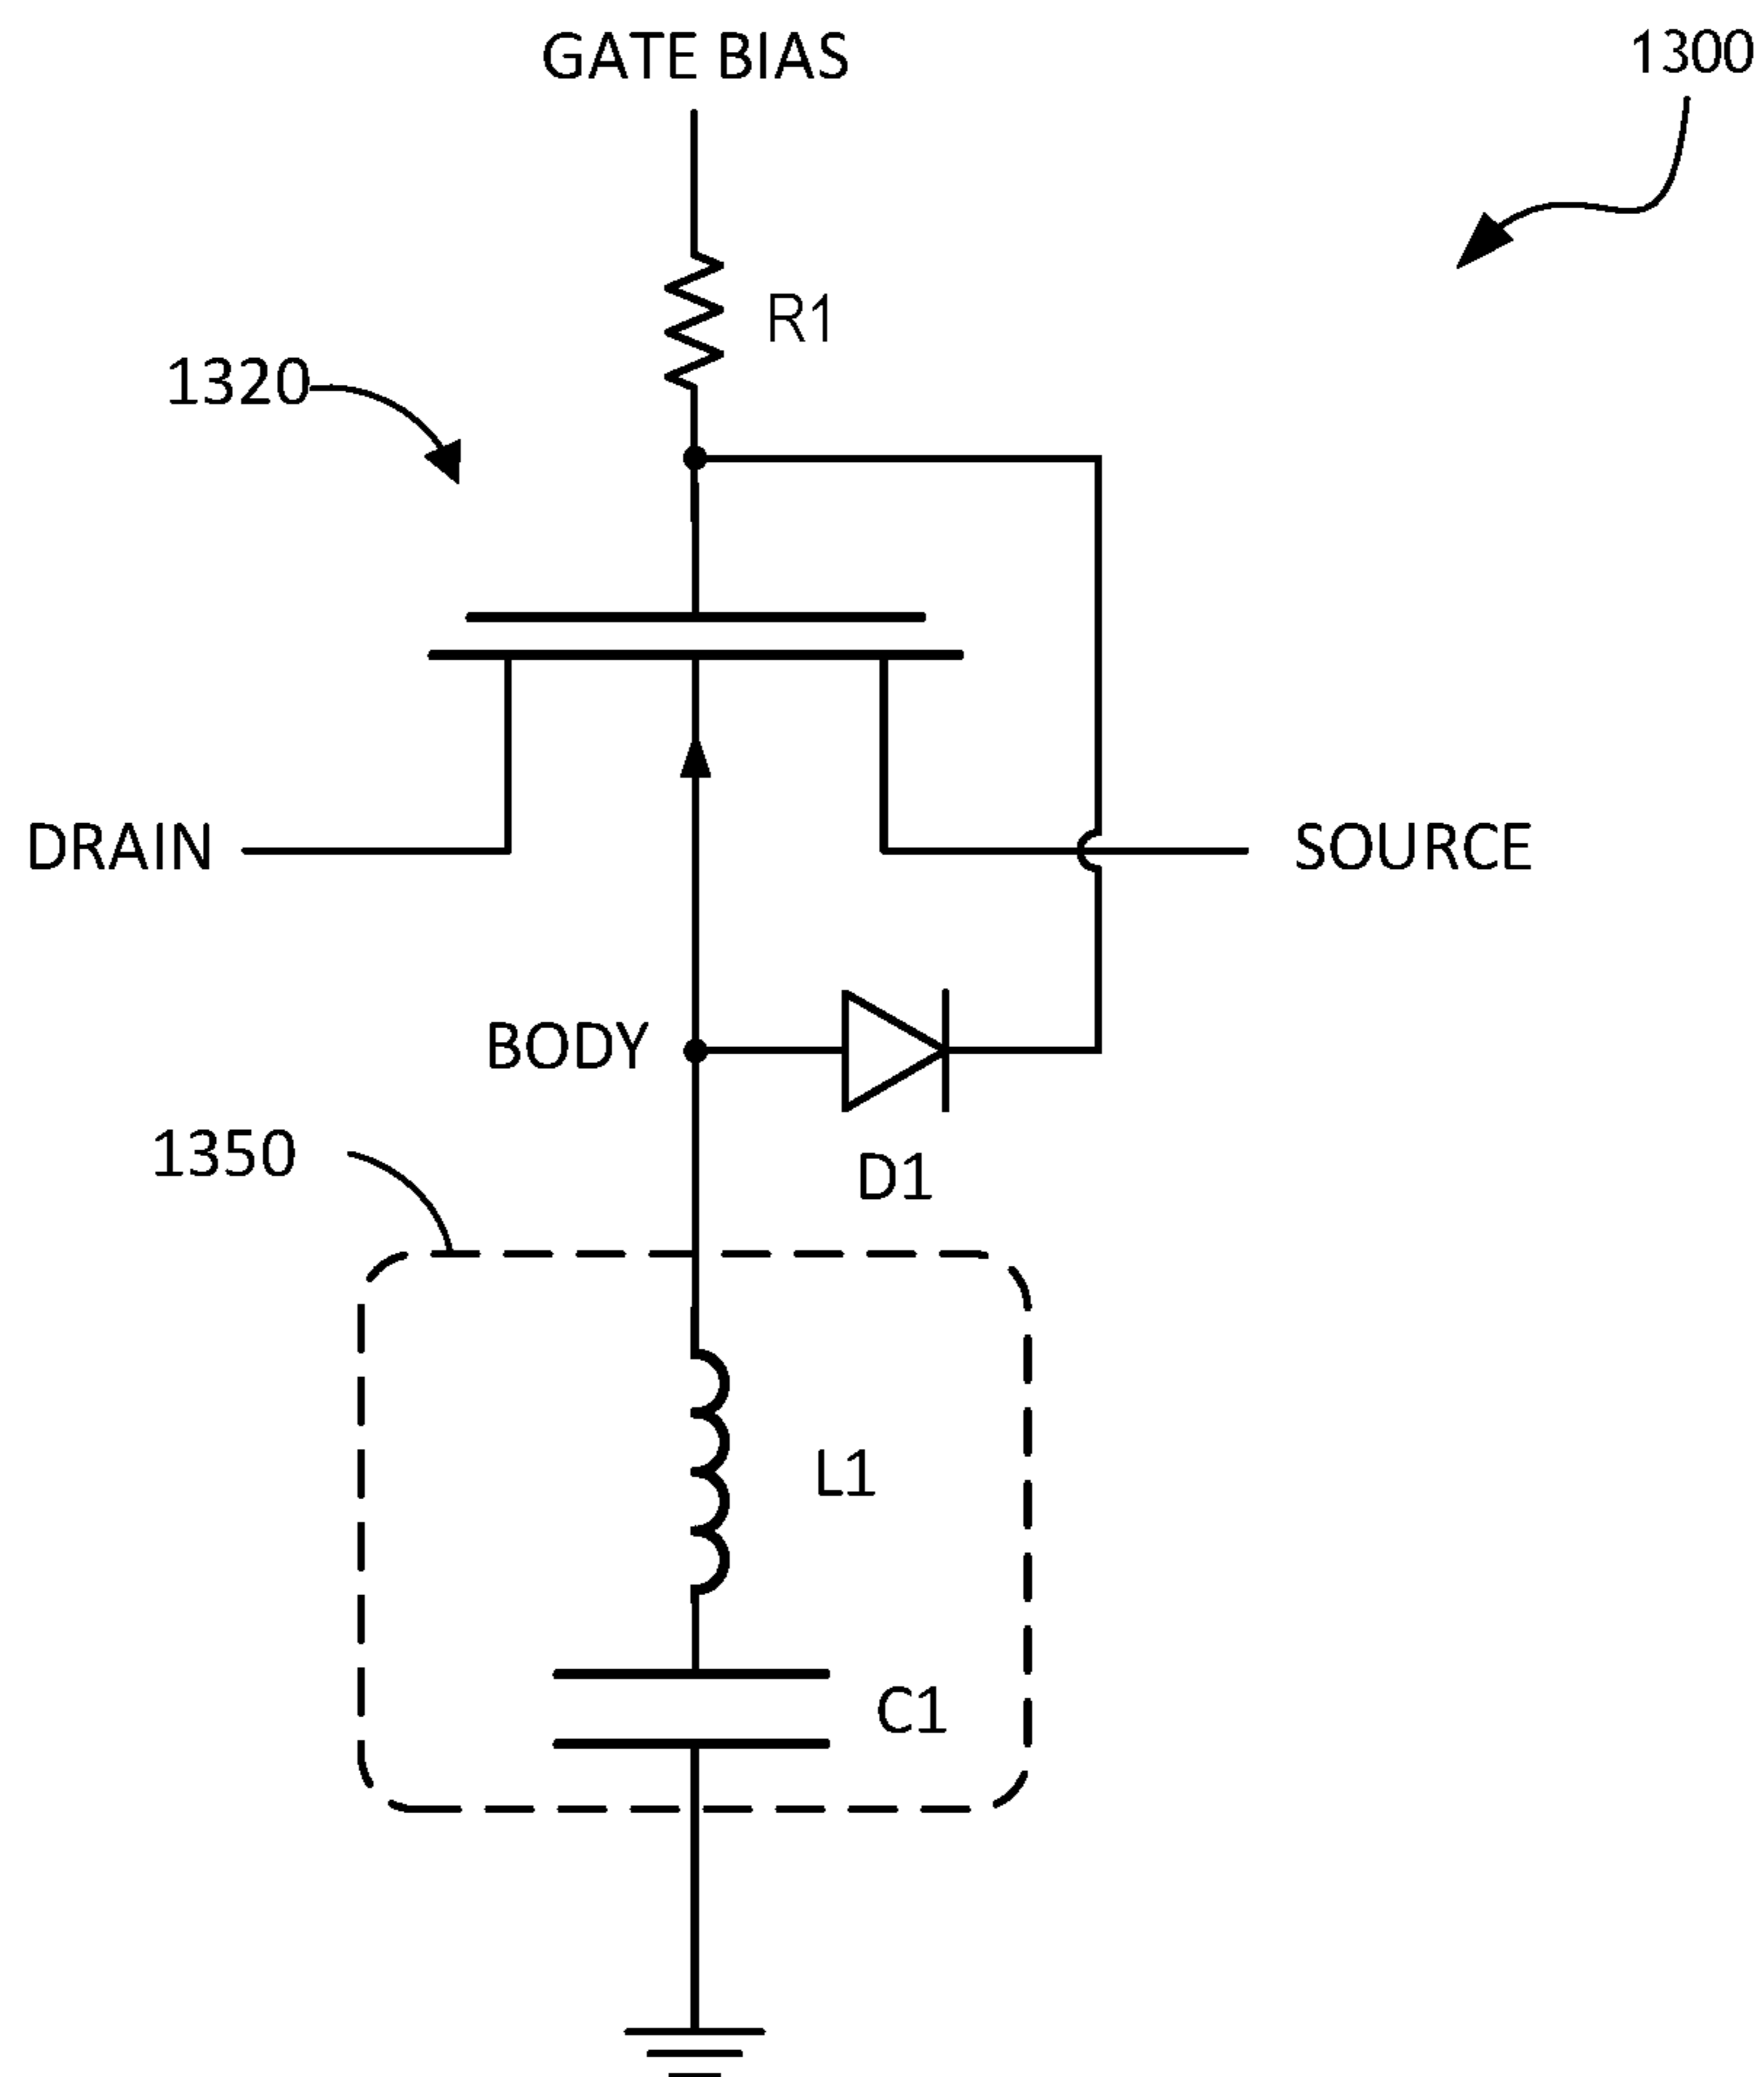 GATE BIAS
1300
R1
1320
DRAIN
SOURCE
BODY
1350
D1
L1
C1